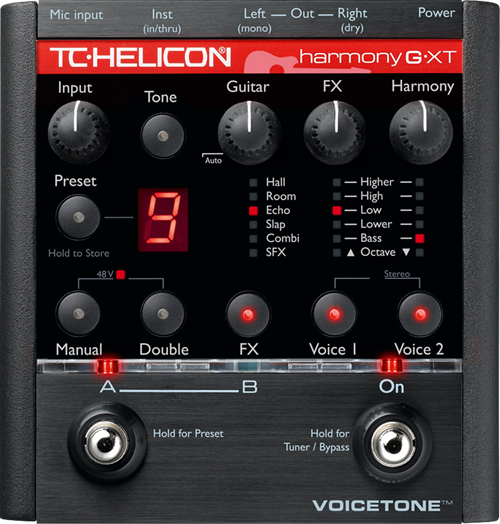 Mic input
Inst
(in/thru)
Left — Out — Right
(mono) (dry)
Power
TC·HELICON®
harmony G·XT
Input
Tone
Guitar
FX
Harmony
Auto
Preset
9
Hold to Store
Hall
Room
Echo
Slap
Combi
SFX
Higher
High
Low
Lower
Bass
▲ Octave ▼
48V
Stereo
Manual
Double
FX
Voice 1
Voice 2
A
B
On
Hold for Preset
Hold for
Tuner / Bypass
VOICETONE™